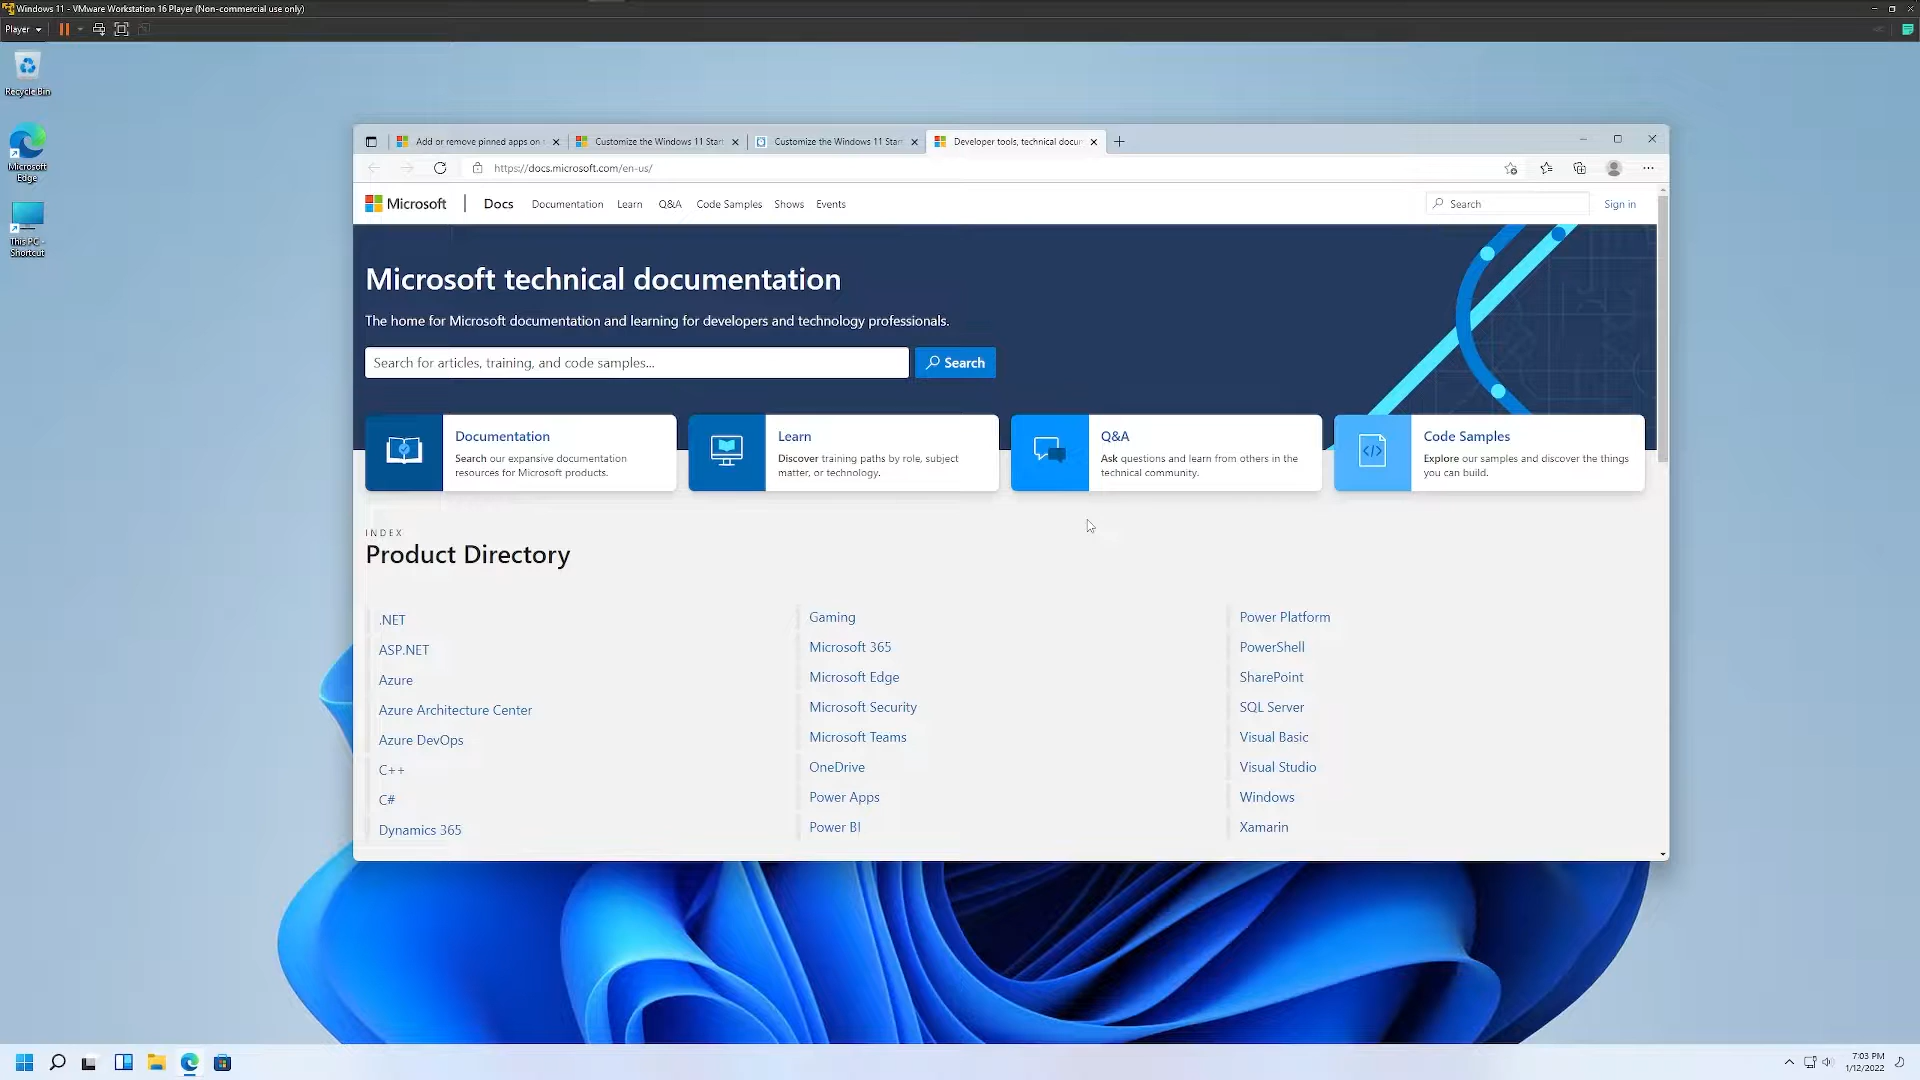 Windows 11 - VMware Workstation 16 Player (Non-commercial use only)
Player
Recycle Bin
Microsoft
Edge
This PC -
Shortcut
Add or remove pinned apps on
Customize the Windows 11 Start
Customize the Windows 11 Start
Developer tools, technical docum
https://docs.microsoft.com/en-us/
Microsoft Docs Documentation Learn Q&A Code Samples Shows Events Search Sign in
Microsoft technical documentation
The home for Microsoft documentation and learning for developers and technology professionals.
Search for articles, training, and code samples... Search
Documentation
Search our expansive documentation
resources for Microsoft products.
Learn
Discover training paths by role, subject
matter, or technology.
Q&A
Ask questions and learn from others in the
technical community.
Code Samples
Explore our samples and discover the things
you can build.
INDEX
Product Directory
.NET
ASP.NET
Azure
Azure Architecture Center
Azure DevOps
C++
C#
Dynamics 365
Gaming
Microsoft 365
Microsoft Edge
Microsoft Security
Microsoft Teams
OneDrive
Power Apps
Power BI
Power Platform
PowerShell
SharePoint
SQL Server
Visual Basic
Visual Studio
Windows
Xamarin
7:03 PM
1/12/2022